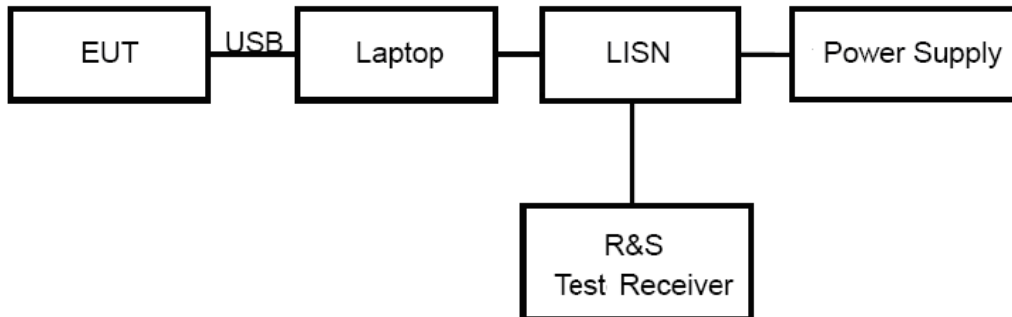 EUT
USB
Laptop
LISN
Power Supply
R&S
Test Receiver